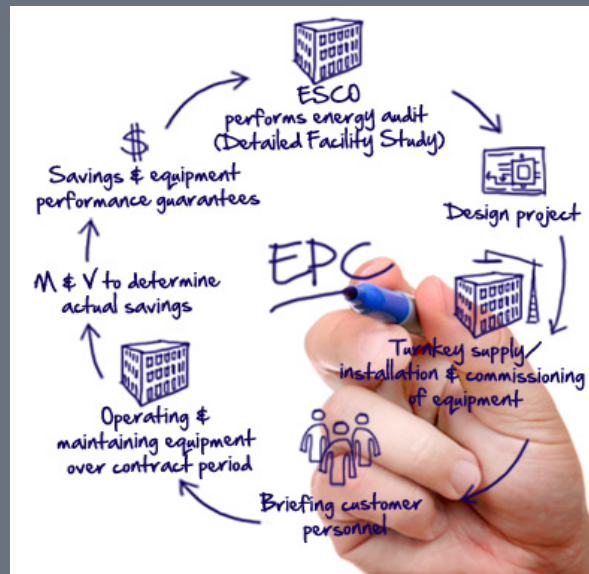 ESCO
performs energy audit
(Detailed Facility Study)
Design project
Turnkey supply/
installation & commissioning
of equipment
Briefing customer
personnel
Operating &
maintaining equipment
over contract period
M & V to determine
actual savings
$
Savings & equipment
performance guarantees
EPC